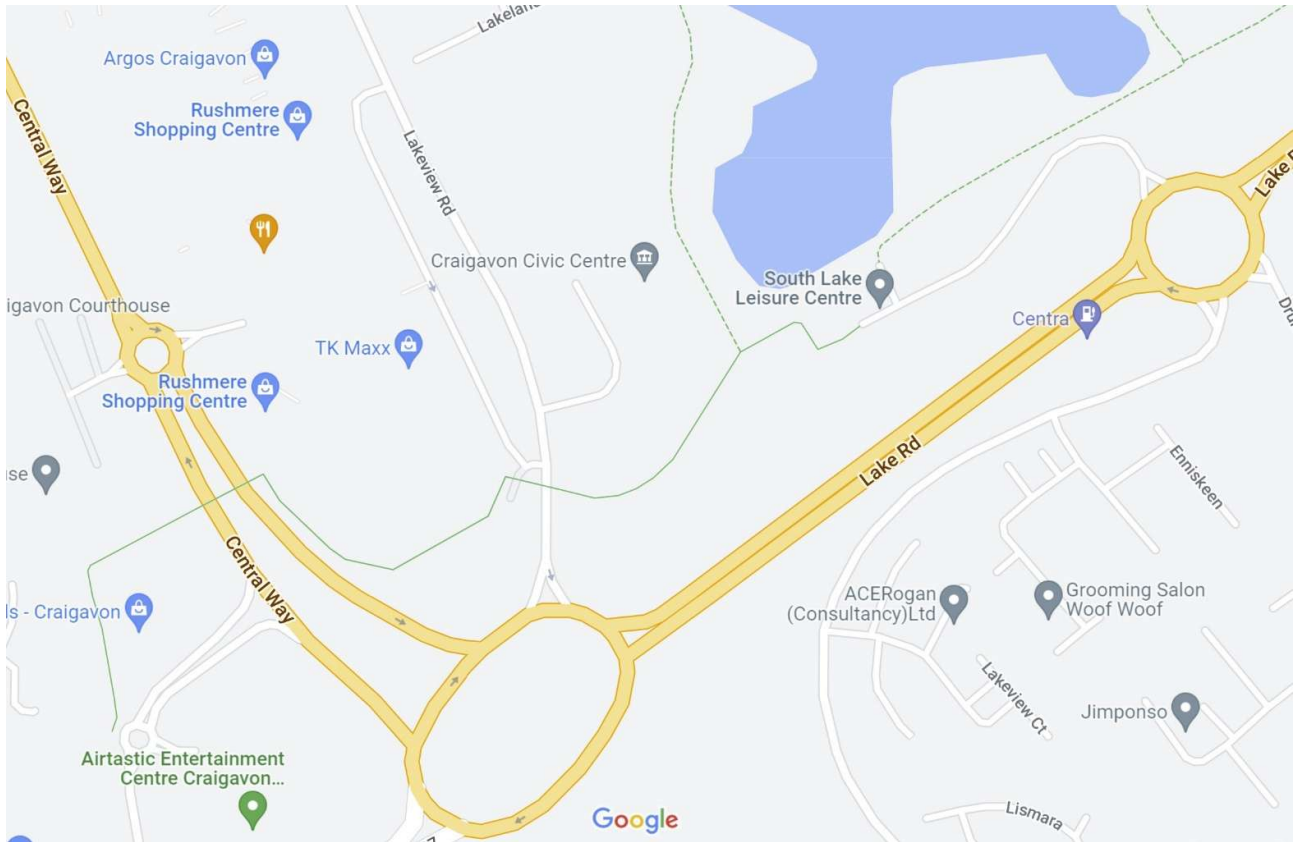 Argos Craigavon
Rushmere
Shopping Centre
Central Way
Lakeview Rd
Craigavon Civic Centre
South Lake
Leisure Centre
Centra
igavon Courthouse
TK Maxx
Rushmere
Shopping Centre
Lake Rd
Enniskeen
Central Way
ls - Craigavon
ACERogan
(Consultancy)Ltd
Grooming Salon
Woof Woof
Lakeview Ct
Jimponso
Airtastic Entertainment
Centre Craigavon...
Lismara
Google